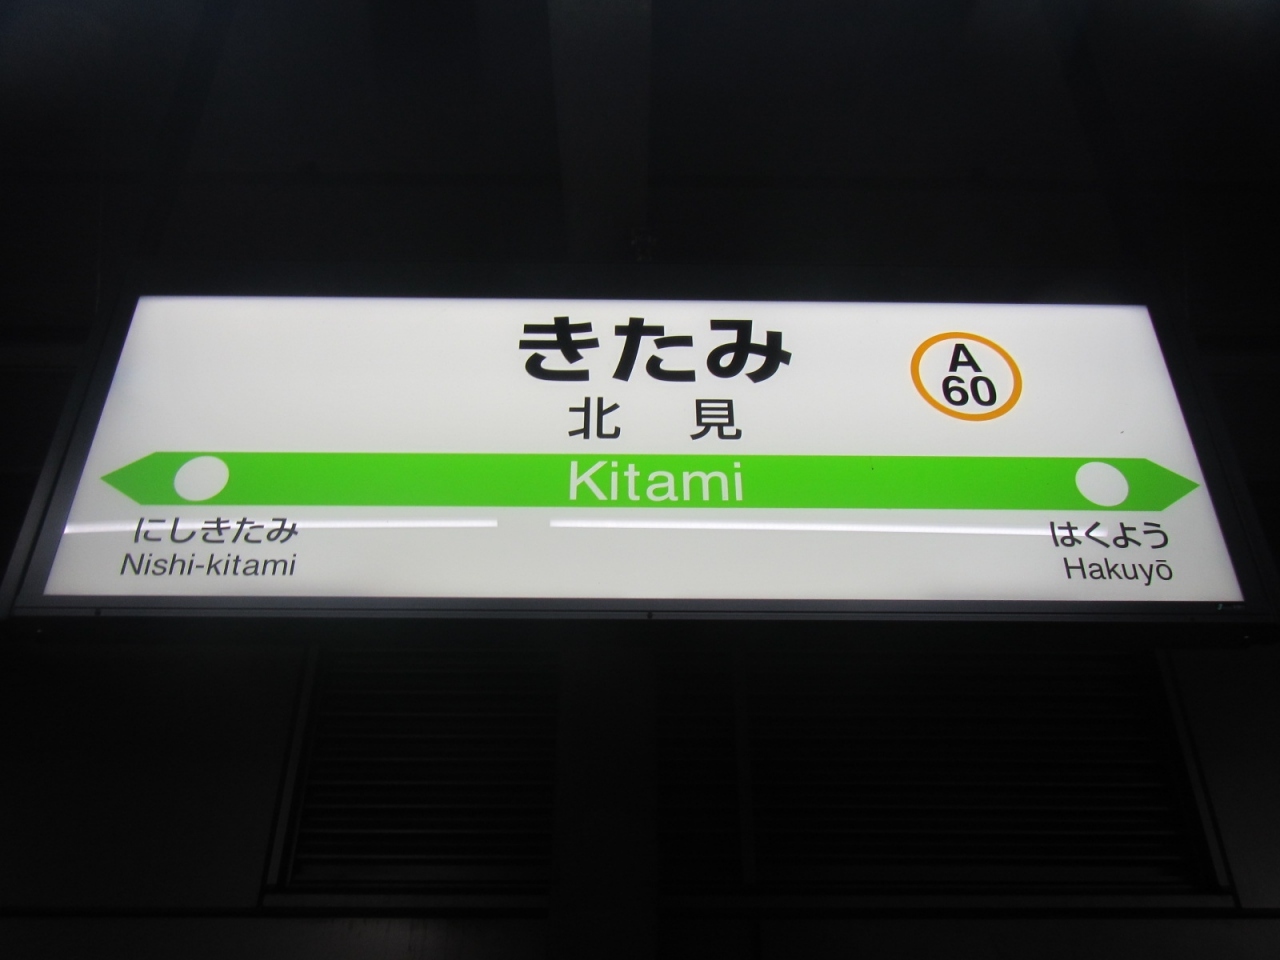 きたみ
A
60
北見
Kitami
にしきたみ
はくよう
Nishi-kitami
Hakuyō